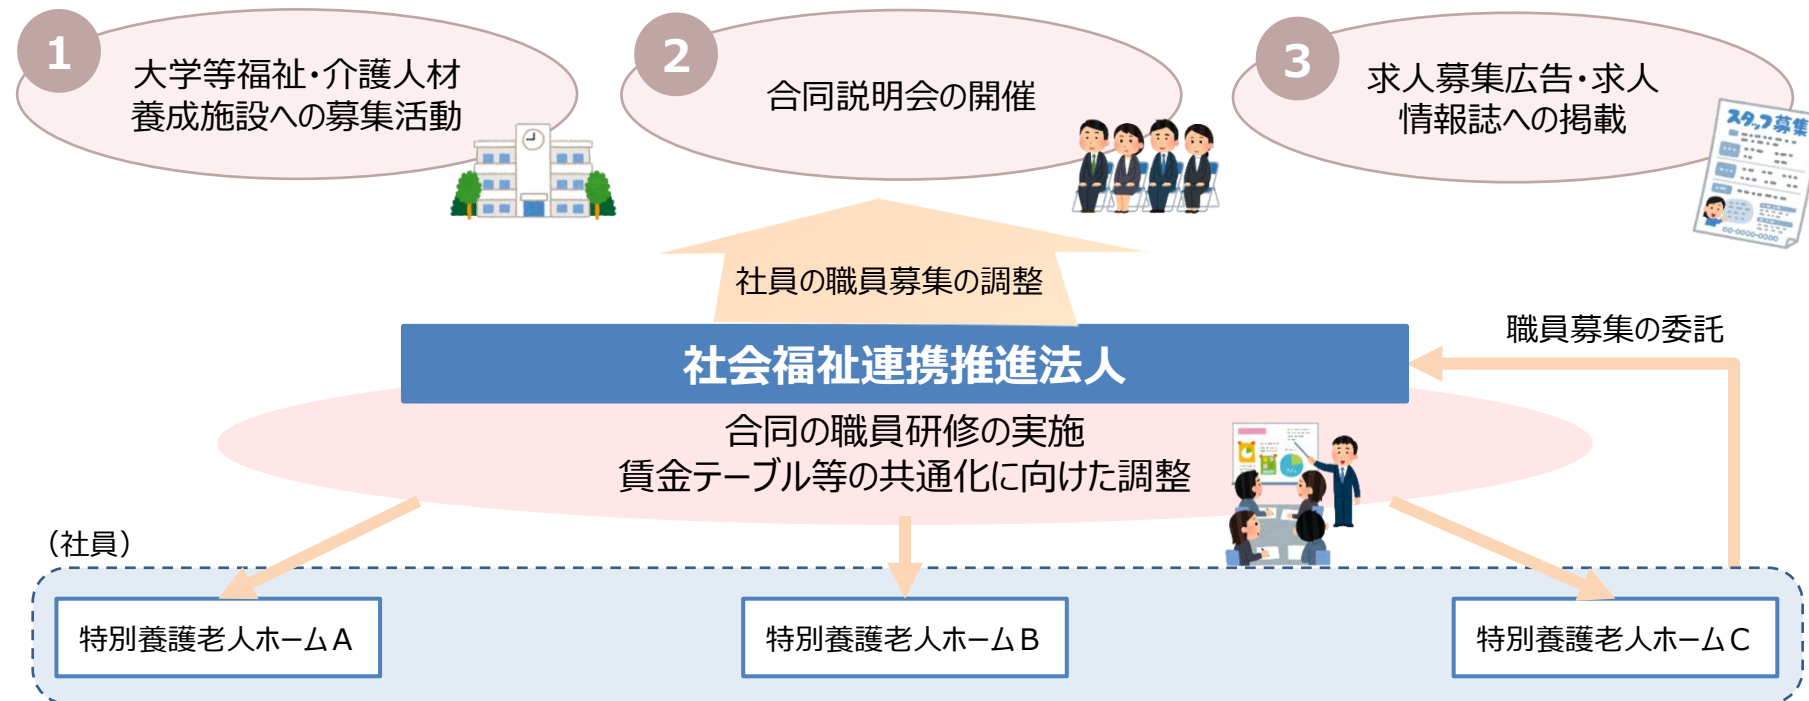 1
大学等福祉・介護人材
養成施設への募集活動
2
合同説明会の開催
3
求人募集広告・求人
情報誌への掲載
スタッフ募集
00-0000-0000
社員の職員募集の調整
職員募集の委託
社会福祉連携推進法人
合同の職員研修の実施
賃金テーブル等の共通化に向けた調整
（社員）
特別養護老人ホームA
特別養護老人ホームB
特別養護老人ホームC